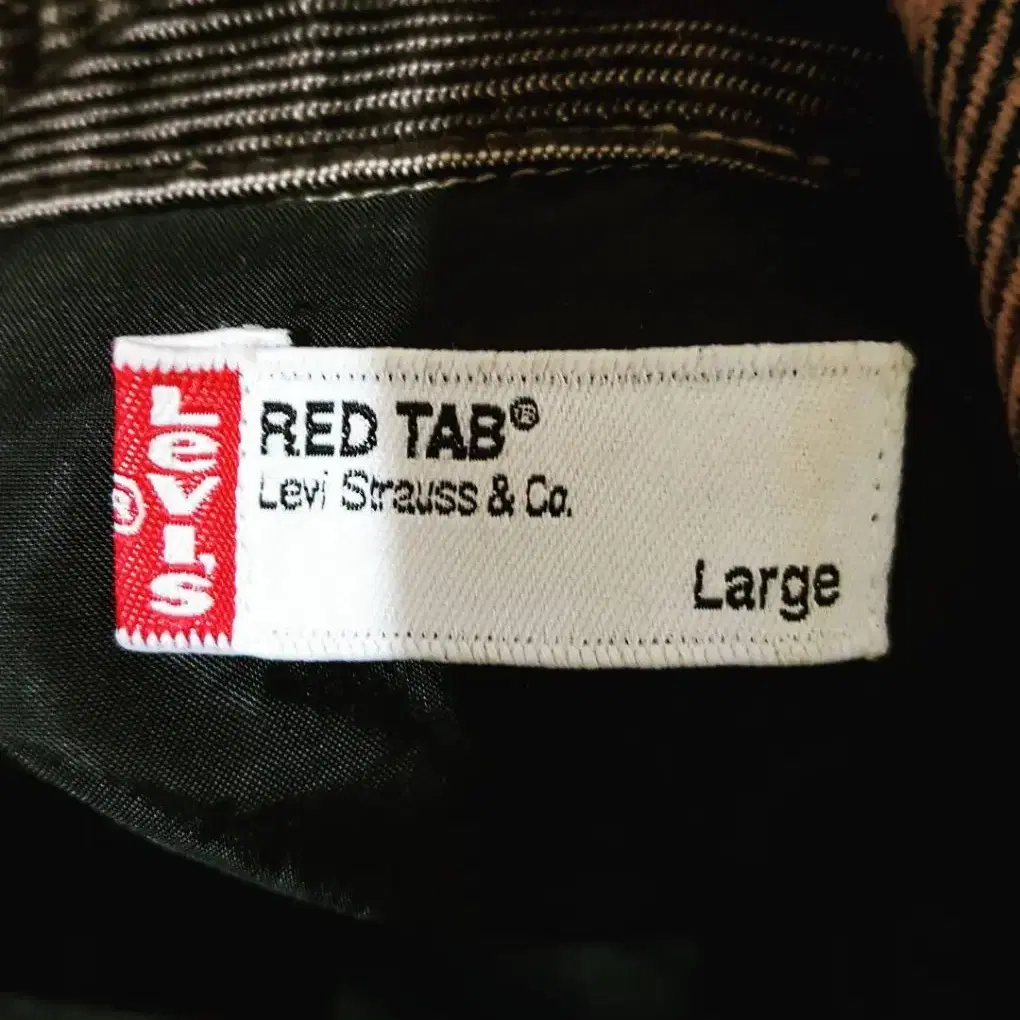 LEVI'S
®
RED TAB®
Levi Strauss & Co.
Large